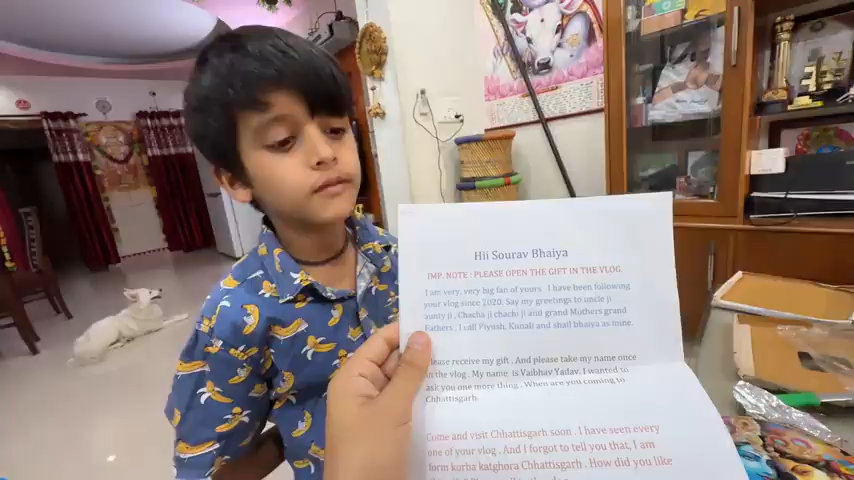 Hii Sourav Bhaiya
IMP. NOTE : PLEASE OPEN THE GIFT IN THE VLOG.
I am very, very big fan of yours . I have been following
your vlog since 2020. Say my greetings to uncle ji
aunty ji , Chacha ji chachi ji and grand Mothers grand
Fathers . I call Piyush, Kunali and shail bhaiya as mine.
Please receive my gift . And please take my name once
in the vlog . My name is Vaibhav Yadav. I wanted to
ask you one more thing . When are you coming to
Chhattisgarh.
Come and visit Chhattisgarh soon . I have seen every
one of your vlog . And I forgot to tell you that I am
form korba katghora Chhattisgarh . How did you like